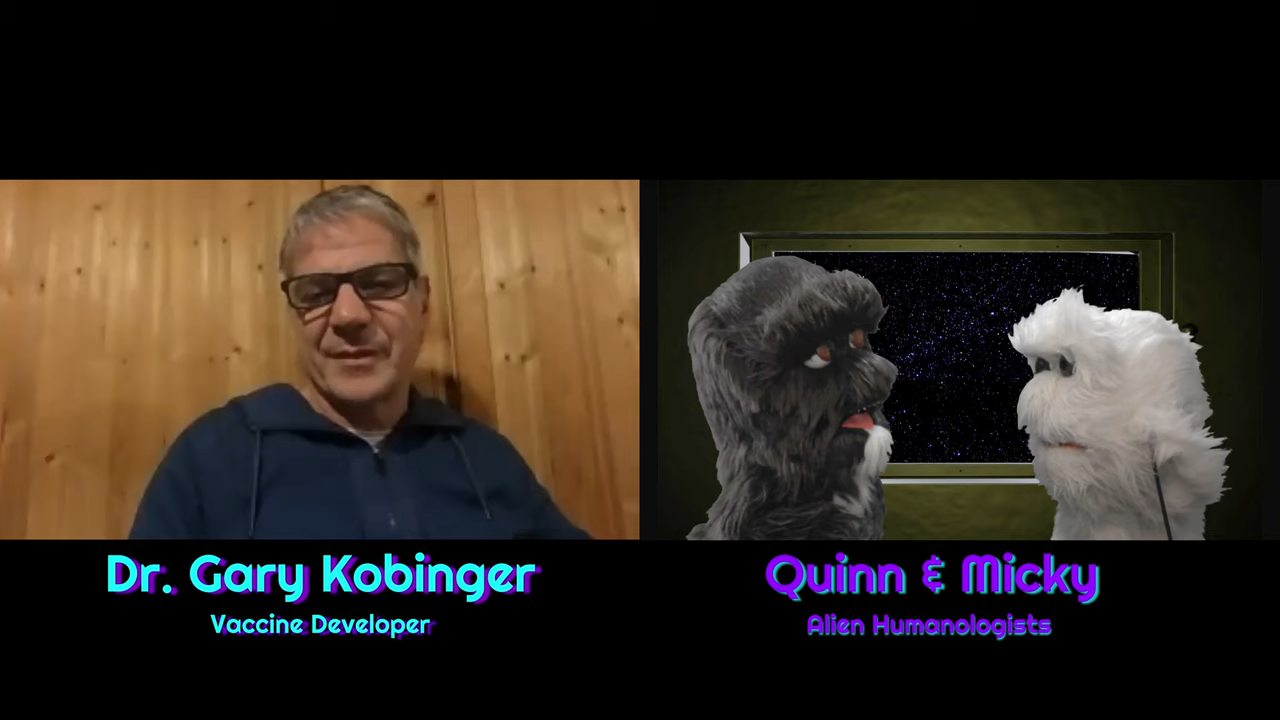 Dr. Gary Kobinger
Vaccine Developer
Quinn & Micky
Alien Humanologists